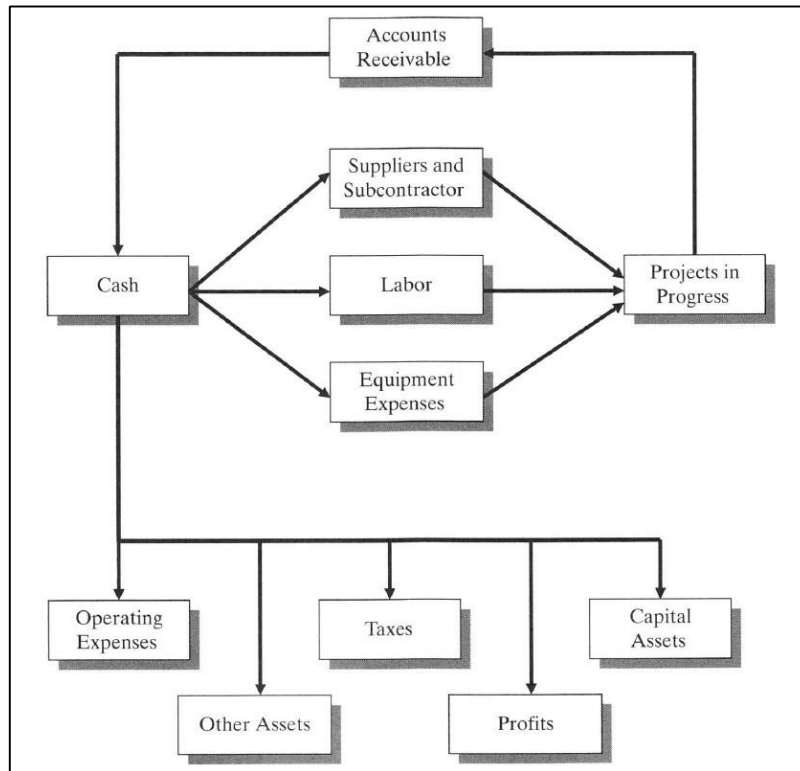 Accounts
Receivable
Suppliers and
Subcontractor
Cash
Labor
Projects in
Progress
Equipment
Expenses
Operating
Expenses
Taxes
Capital
Assets
Other Assets
Profits